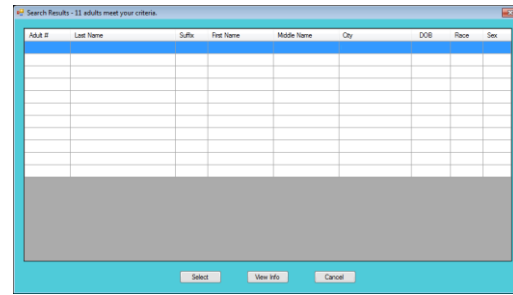 Search Results - 11 adults meet your criteria.
Adult # Last Name Suffix First Name Middle Name City DOB Race Sex
Select View Info Cancel